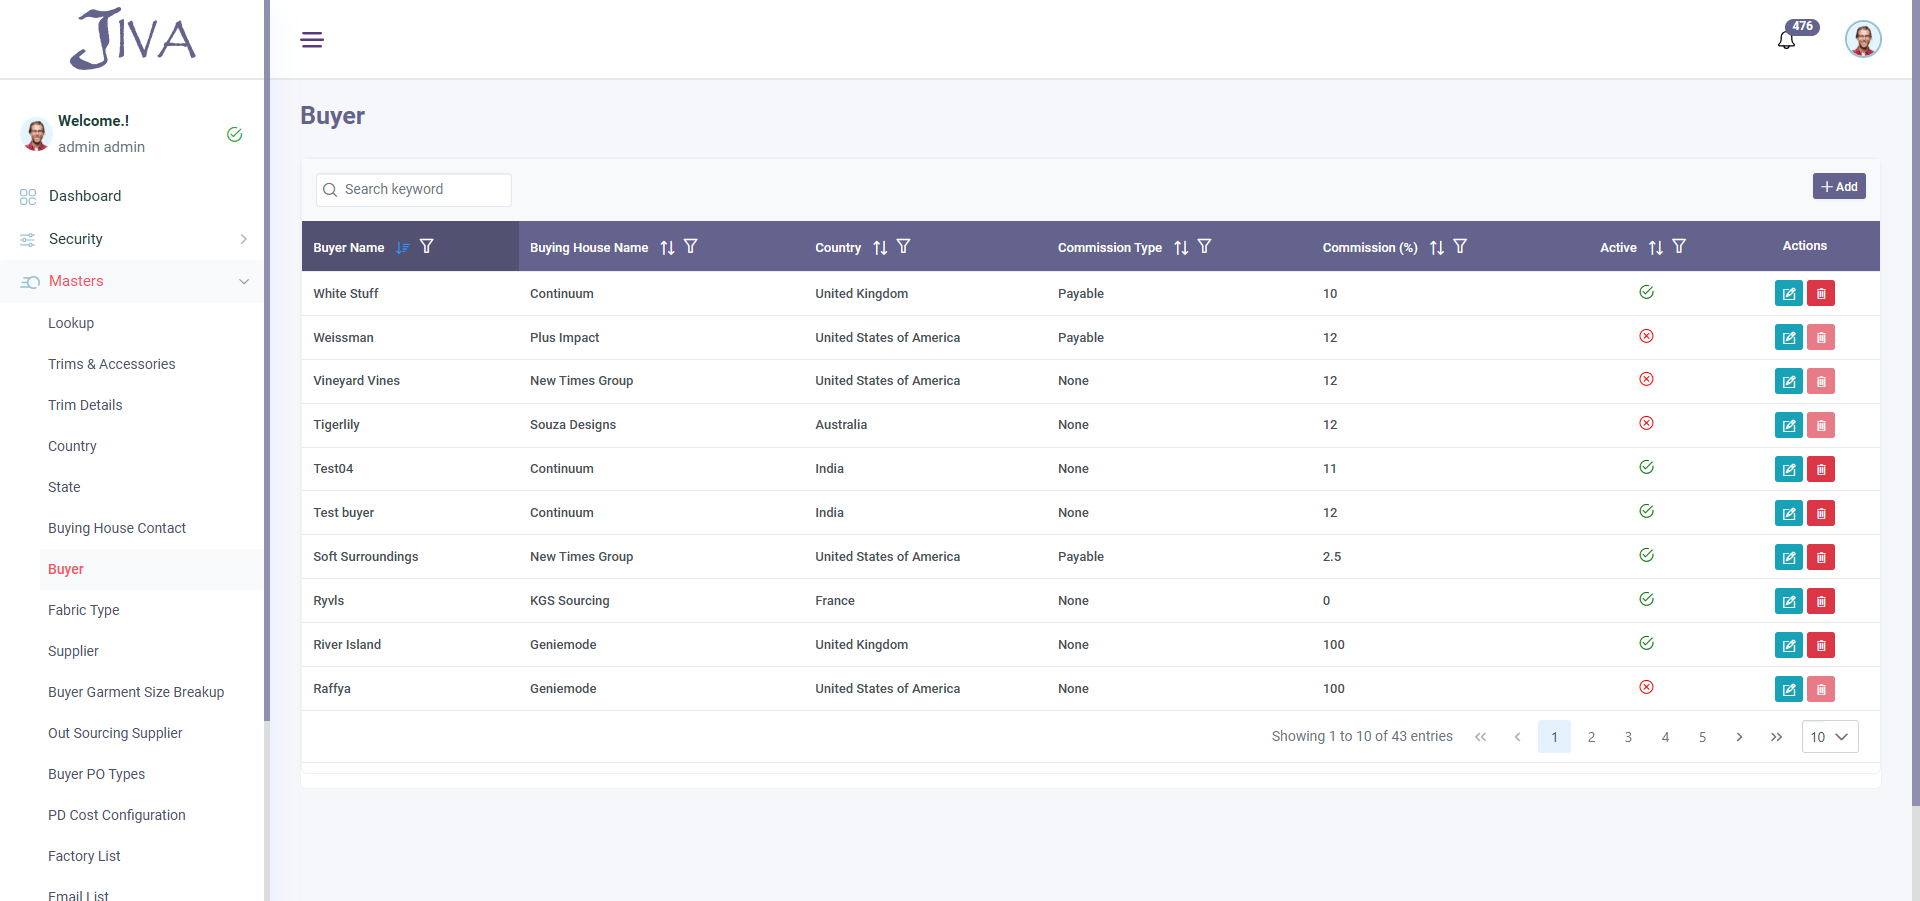 JIVA
476
Welcome.!
admin admin
Dashboard
Security
Masters
Lookup
Trims & Accessories
Trim Details
Country
State
Buying House Contact
Buyer
Fabric Type
Supplier
Buyer Garment Size Breakup
Out Sourcing Supplier
Buyer PO Types
PD Cost Configuration
Factory List
Email List
Buyer
Search keyword
Add
Buyer Name Buying House Name Country Commission Type Commission (%) Active Actions
White Stuff Continuum United Kingdom Payable 10
Weissman Plus Impact United States of America Payable 12
Vineyard Vines New Times Group United States of America None 12
Tigerlily Souza Designs Australia None 12
Test04 Continuum India None 11
Test buyer Continuum India None 12
Soft Surroundings New Times Group United States of America Payable 2.5
Ryvls KGS Sourcing France None 0
River Island Geniemode United Kingdom None 100
Raffya Geniemode United States of America None 100
Showing 1 to 10 of 43 entries 1 2 3 4 5 10